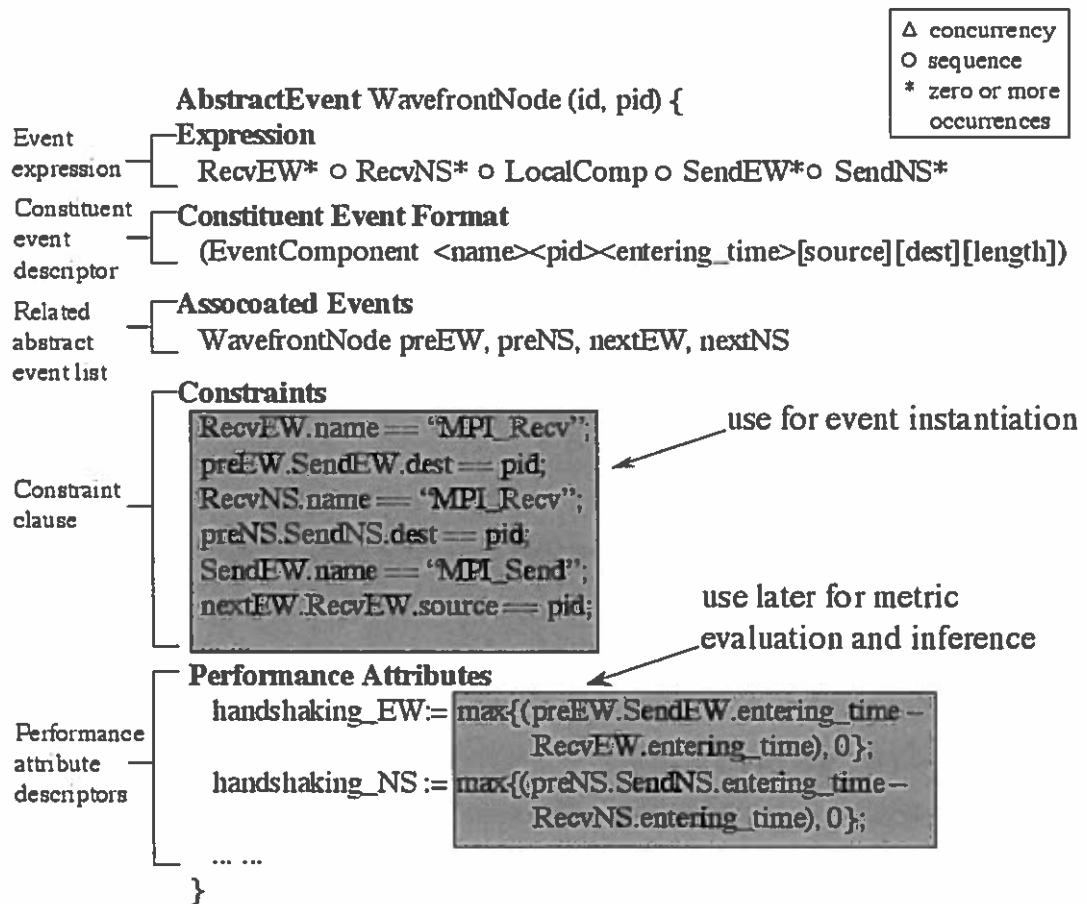 Δ concurrency
○ sequence
* zero or more
occurrences
AbstractEvent WavefrontNode (id, pid) {
Event
expression
Expression
RecvEW* ○ RecvNS* ○ LocalComp ○ SendEW*○ SendNS*
Constituent
event
descriptor
Constituent Event Format
(EventComponent <name><pid><entering_time>[source][dest][length])
Related
abstract
event list
Assocoated Events
WavefrontNode preEW, preNS, nextEW, nextNS
Constraint
clause
Constraints
RecvEW.name == “MPI_Recv”;
preEW.SendEW.dest == pid;
RecvNS.name == “MPI_Recv”;
preNS.SendNS.dest == pid;
SendEW.name == “MPI_Send”;
nextEW.RecvEW.source == pid;
... ...
use for event instantiation
use later for metric
evaluation and inference
Performance
attribute
descriptors
Performance Attributes
handshaking_EW:= max{(preEW.SendEW.entering_time –
RecvEW.entering_time), 0};
handshaking_NS := max{(preNS.SendNS.entering_time –
RecvNS.entering_time), 0};
... ...
}